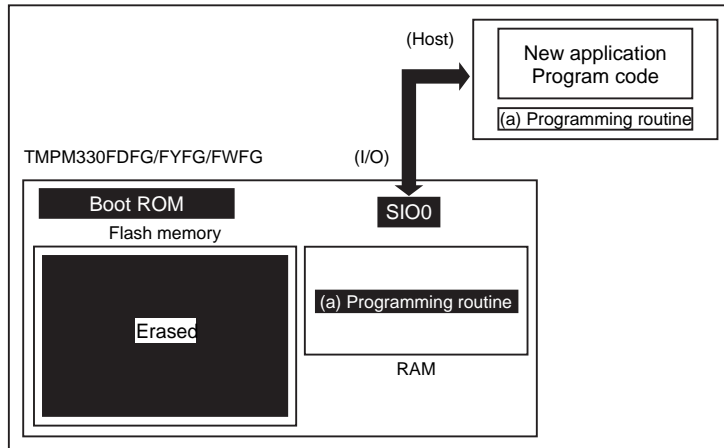 (Host)
New application
Program code
(a) Programming routine
TMPM330FDFG/FYFG/FWFG
(I/O)
Boot ROM
SIO0
Flash memory
(a) Programming routine
Erased
RAM